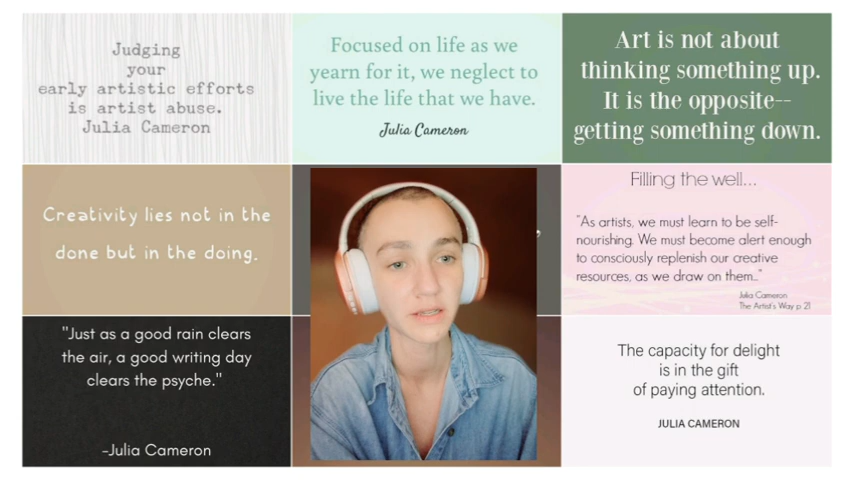 Judging
your
early artistic efforts
is artist abuse.
Julia Cameron
Focused on life as we
yearn for it, we neglect to
live the life that we have.
Julia Cameron
Art is not about
thinking something up.
It is the opposite--
getting something down.
Creativity lies not in the
done but in the doing.
Filling the well...
"As artists, we must learn to be self-
nourishing. We must become alert enough
to consciously replenish our creative
resources, as we draw on them..."
Julia Cameron
The Artist's Way p 21
"Just as a good rain clears
the air, a good writing day
clears the psyche."
-Julia Cameron
The capacity for delight
is in the gift
of paying attention.
JULIA CAMERON